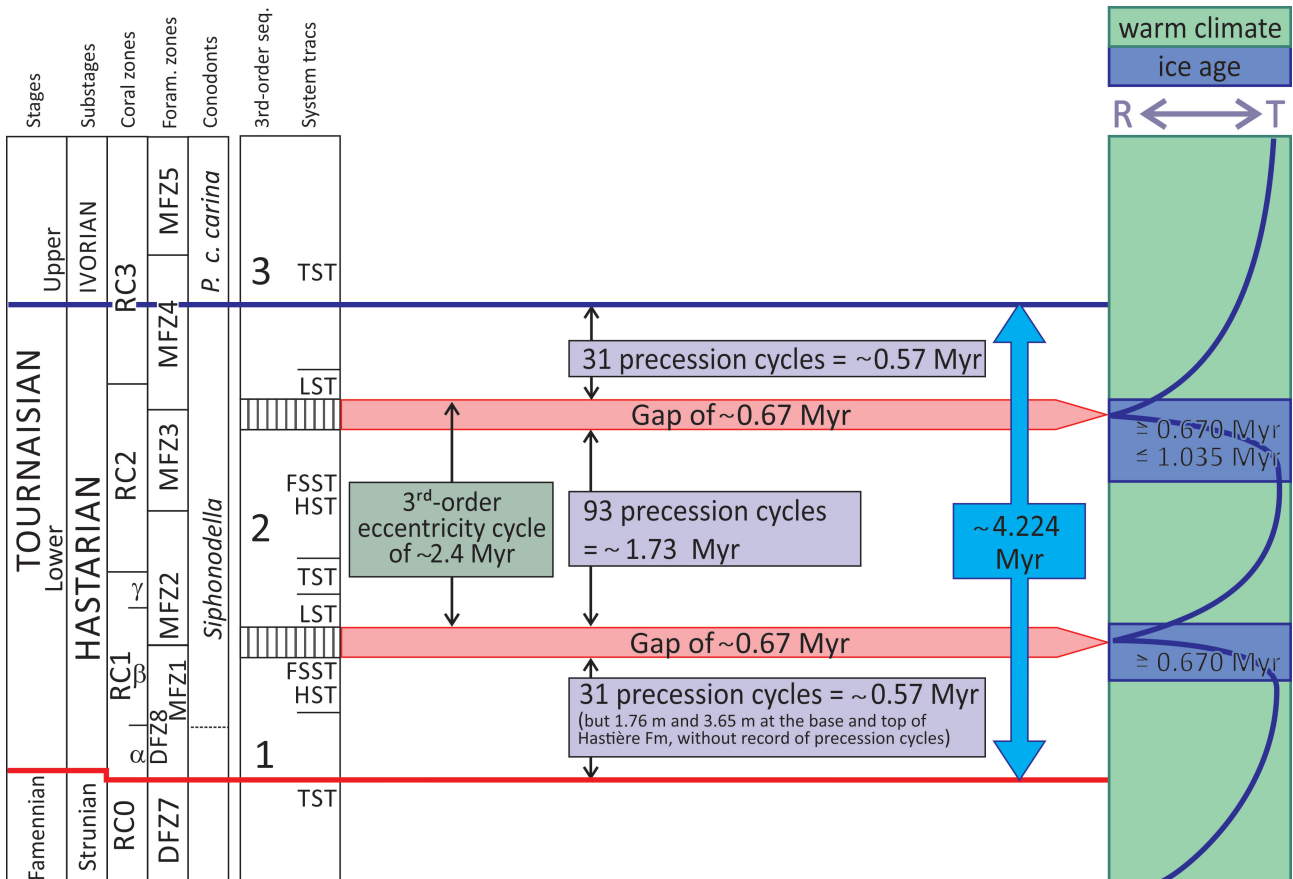 Stages
Substages
Coral zones
Foram. zones
Conodonts
3rd-order seq.
System tracs
warm climate
ice age
R T
Upper
TOURNAISIAN
Lower
Famennian
IVORIAN
HASTARIAN
Strunian
RC3
RC2
γ
RC1
β
α
RC0
MFZ5
MFZ4
MFZ3
MFZ2
MFZ1
DFZ8
DFZ7
P. c. carina
Siphonodella
3
2
1
TST
LST
FSST
HST
TST
LST
FSST
HST
TST
31 precession cycles = ~0.57 Myr
Gap of ~0.67 Myr
3rd-order
eccentricity cycle
of ~2.4 Myr
93 precession cycles
= ~ 1.73 Myr
Gap of ~0.67 Myr
31 precession cycles = ~0.57 Myr
(but 1.76 m and 3.65 m at the base and top of
Hastière Fm, without record of precession cycles)
~4.224
Myr
≥ 0.670 Myr
≤ 1.035 Myr
≥ 0.670 Myr